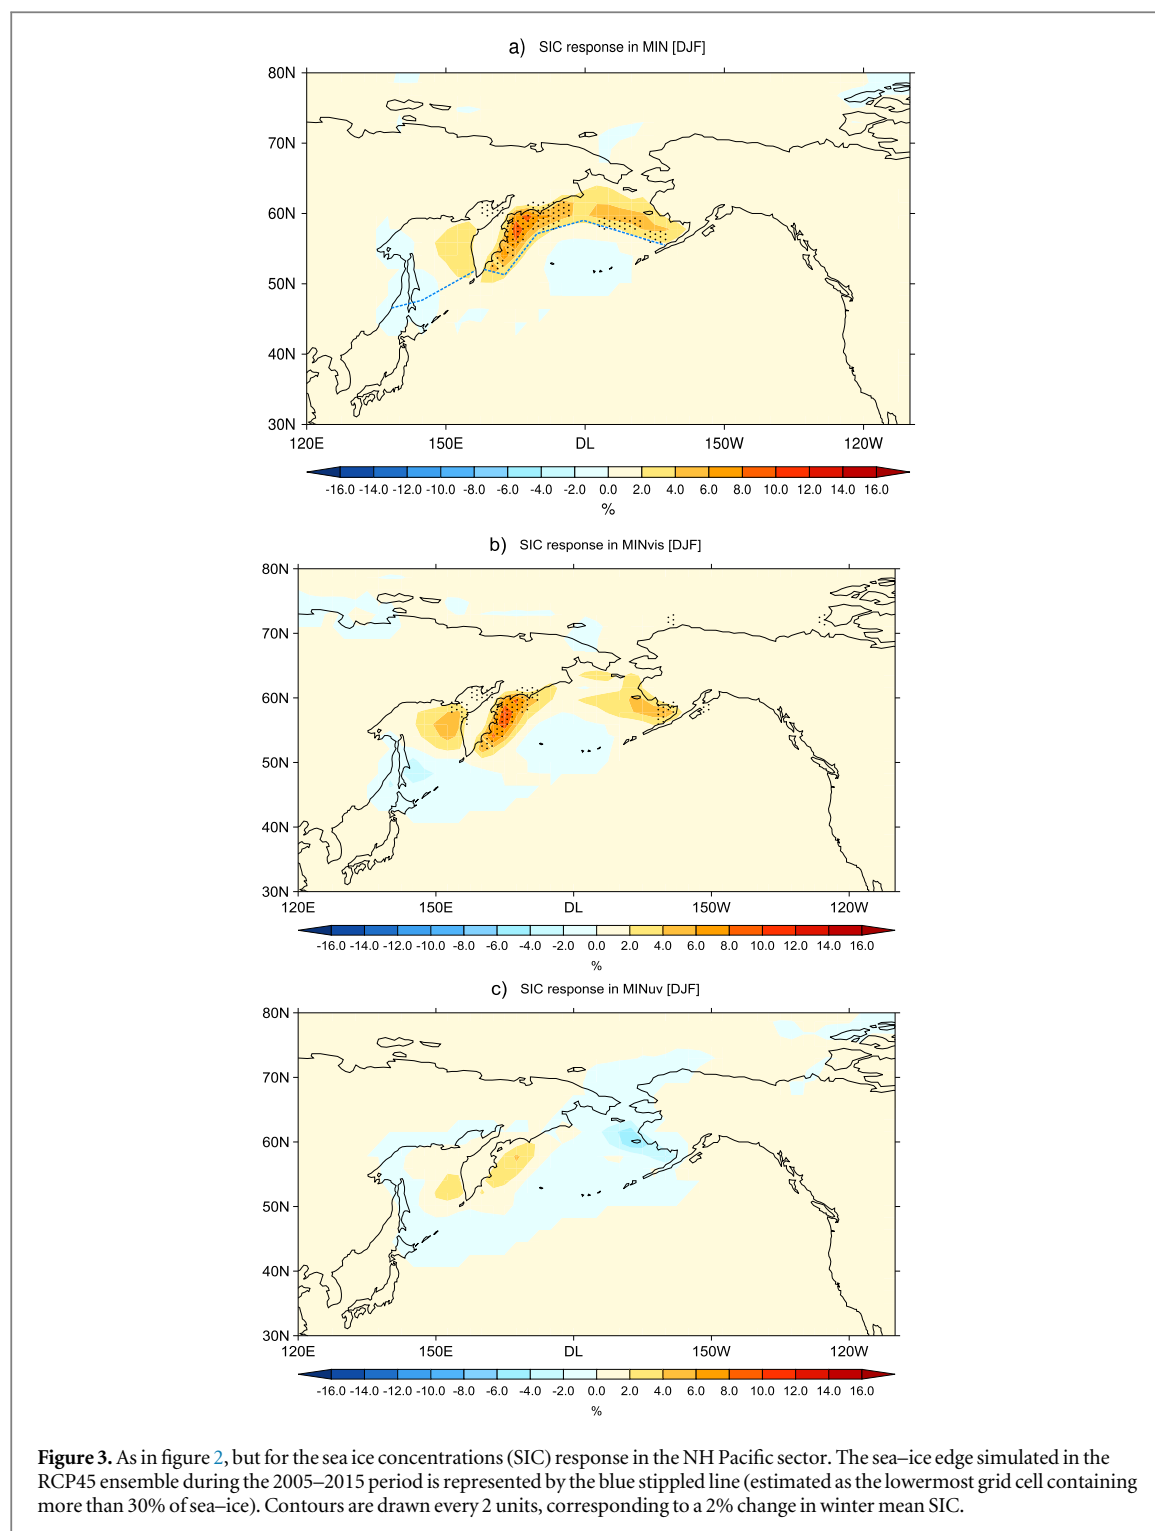 a) SIC response in MIN [DJF]
80N
70N
60N
50N
40N
30N
120E 150E DL 150W 120W
-16.0 -14.0 -12.0 -10.0 -8.0 -6.0 -4.0 -2.0 0.0 2.0 4.0 6.0 8.0 10.0 12.0 14.0 16.0
%
b) SIC response in MINvis [DJF]
80N
70N
60N
50N
40N
30N
120E 150E DL 150W 120W
-16.0 -14.0 -12.0 -10.0 -8.0 -6.0 -4.0 -2.0 0.0 2.0 4.0 6.0 8.0 10.0 12.0 14.0 16.0
%
c) SIC response in MINuv [DJF]
80N
70N
60N
50N
40N
30N
120E 150E DL 150W 120W
-16.0 -14.0 -12.0 -10.0 -8.0 -6.0 -4.0 -2.0 0.0 2.0 4.0 6.0 8.0 10.0 12.0 14.0 16.0
%
Figure 3. As in figure 2, but for the sea ice concentrations (SIC) response in the NH Pacific sector. The sea–ice edge simulated in the
RCP45 ensemble during the 2005–2015 period is represented by the blue stippled line (estimated as the lowermost grid cell containing
more than 30% of sea–ice). Contours are drawn every 2 units, corresponding to a 2% change in winter mean SIC.